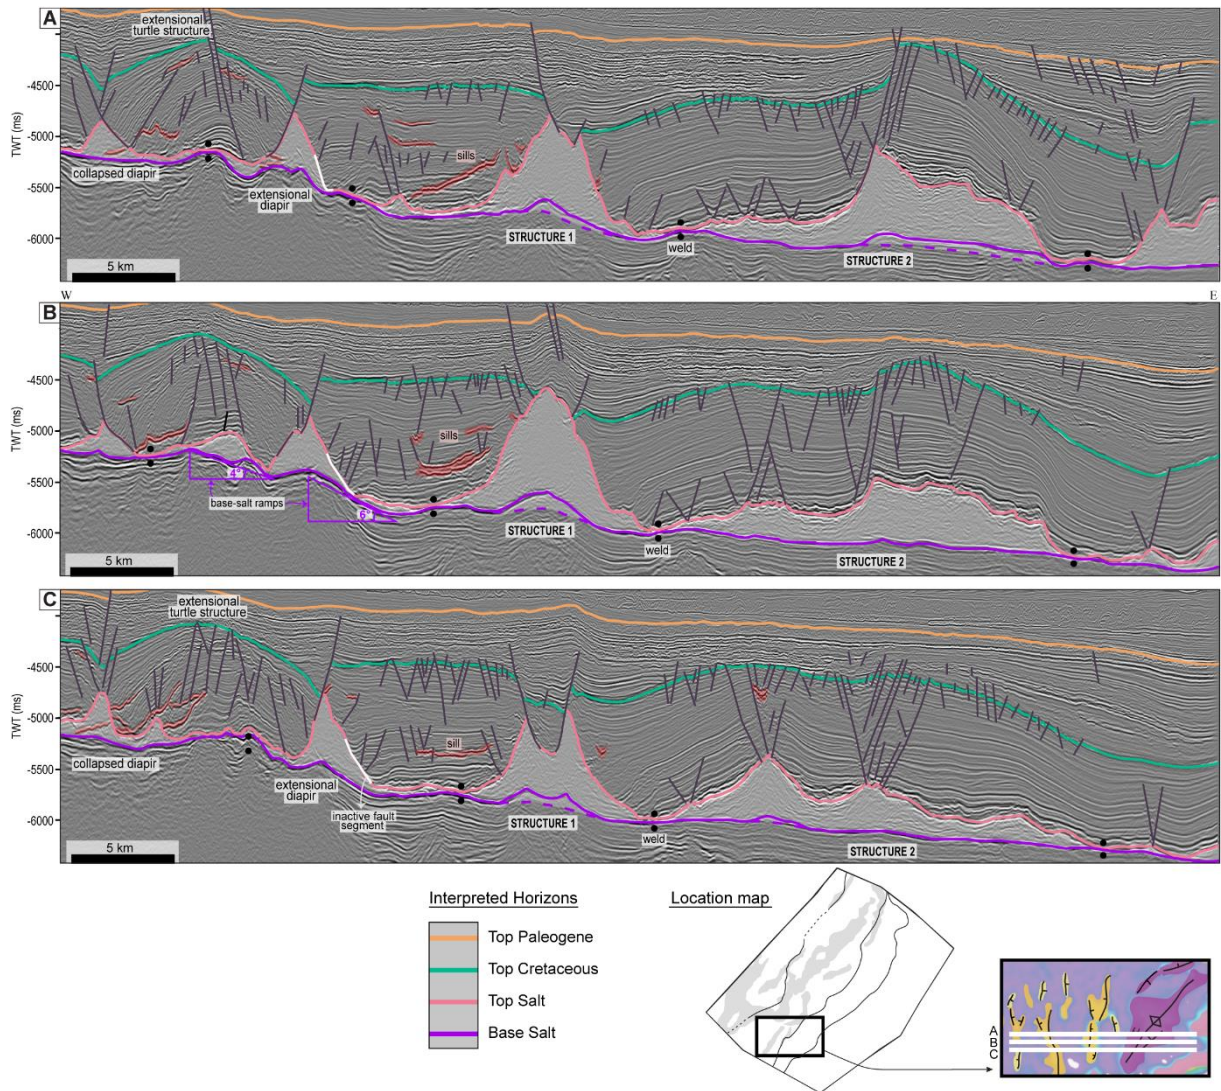 A
extensional
turtle structure
TWT (ms)
-4500
-5000
-5500
-6000
collapsed diapir
extensional
diapir
sills
STRUCTURE 1
weld
STRUCTURE 2
5 km
W
E
B
TWT (ms)
-4500
-5000
-5500
-6000
4°
base-salt ramps
6°
sills
STRUCTURE 1
weld
STRUCTURE 2
5 km
C
extensional
turtle structure
TWT (ms)
-4500
-5000
-5500
-6000
collapsed diapir
extensional
diapir
inactive fault
segment
sill
STRUCTURE 1
weld
STRUCTURE 2
5 km
Interpreted Horizons
Top Paleogene
Top Cretaceous
Top Salt
Base Salt
Location map
A
B
C